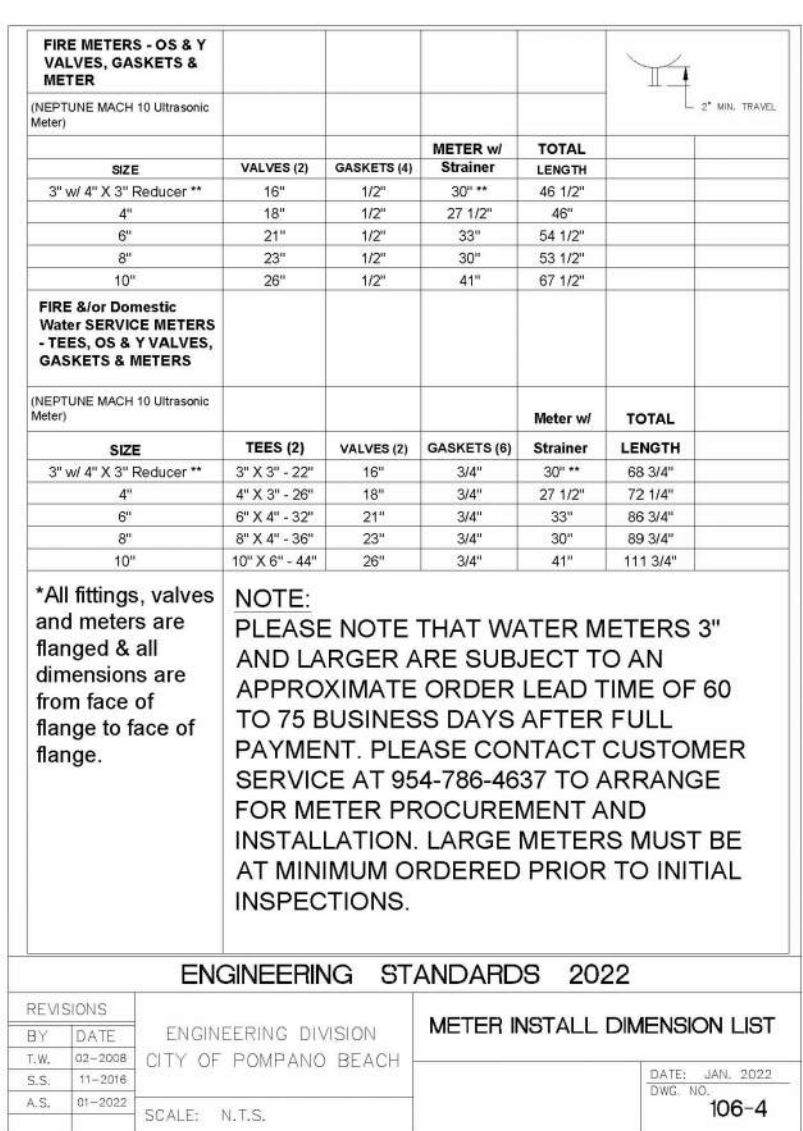 FIRE METERS - OS & Y
VALVES, GASKETS &
METER
(NEPTUNE MACH 10 Ultrasonic
Meter)
2" MIN. TRAVEL
METER w/ TOTAL
SIZE VALVES (2) GASKETS (4) Strainer LENGTH
3" w/ 4" X 3" Reducer ** 16" 1/2" 30" ** 46 1/2"
4" 18" 1/2" 27 1/2" 46"
6" 21" 1/2" 33" 54 1/2"
8" 23" 1/2" 30" 53 1/2"
10" 26" 1/2" 41" 67 1/2"
FIRE &/or Domestic
Water SERVICE METERS
- TEES, OS & Y VALVES,
GASKETS & METERS
(NEPTUNE MACH 10 Ultrasonic
Meter)
Meter w/ TOTAL
SIZE TEES (2) VALVES (2) GASKETS (6) Strainer LENGTH
3" w/ 4" X 3" Reducer ** 3" X 3" - 22" 16" 3/4" 30" ** 68 3/4"
4" 4" X 3" - 26" 18" 3/4" 27 1/2" 72 1/4"
6" 6" X 4" - 32" 21" 3/4" 33" 86 3/4"
8" 8" X 4" - 36" 23" 3/4" 30" 89 3/4"
10" 10" X 6" - 44" 26" 3/4" 41" 111 3/4"
*All fittings, valves
and meters are
flanged & all
dimensions are
from face of
flange to face of
flange.
NOTE:
PLEASE NOTE THAT WATER METERS 3"
AND LARGER ARE SUBJECT TO AN
APPROXIMATE ORDER LEAD TIME OF 60
TO 75 BUSINESS DAYS AFTER FULL
PAYMENT. PLEASE CONTACT CUSTOMER
SERVICE AT 954-786-4637 TO ARRANGE
FOR METER PROCUREMENT AND
INSTALLATION. LARGE METERS MUST BE
AT MINIMUM ORDERED PRIOR TO INITIAL
INSPECTIONS.
ENGINEERING STANDARDS 2022
REVISIONS
BY DATE
T.W. 02-2008
S.S. 11-2016
A.S. 01-2022
ENGINEERING DIVISION
CITY OF POMPANO BEACH
SCALE: N.T.S.
METER INSTALL DIMENSION LIST
DATE: JAN. 2022
DWG. NO.
106-4